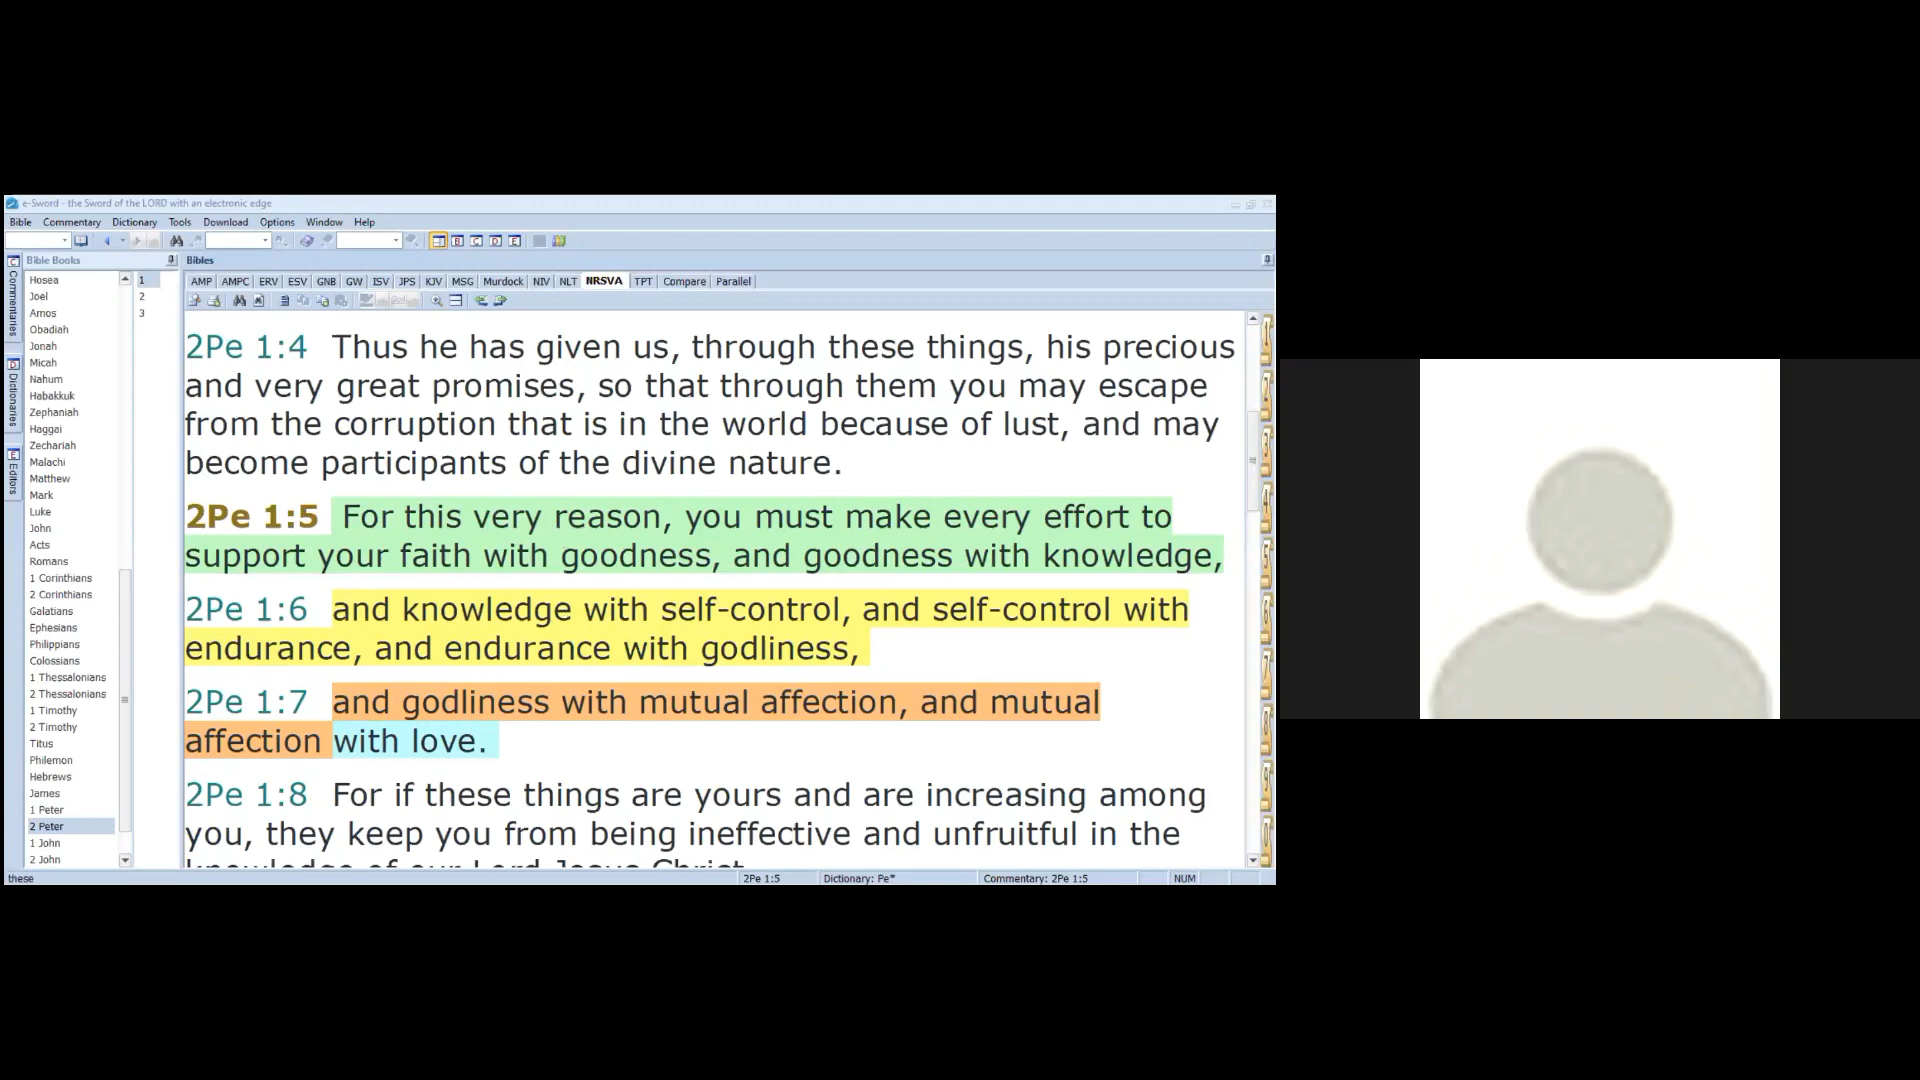 e-Sword - the Sword of the LORD with an electronic edge
Bible Commentary Dictionary Tools Download Options Window Help
B C D E
Bible Books
Bibles
Commentaries
Dictionaries
Editors
AMP AMPC ERV ESV GNB GW ISV JPS KJV MSG Murdock NIV NLT NRSVA TPT Compare Parallel
Hosea
Joel
Amos
Obadiah
Jonah
Micah
Nahum
Habakkuk
Zephaniah
Haggai
Zechariah
Malachi
Matthew
Mark
Luke
John
Acts
Romans
1 Corinthians
2 Corinthians
Galatians
Ephesians
Philippians
Colossians
1 Thessalonians
2 Thessalonians
1 Timothy
2 Timothy
Titus
Philemon
Hebrews
James
1 Peter
2 Peter
1 John
2 John
1
2
3
2Pe 1:4 Thus he has given us, through these things, his precious
and very great promises, so that through them you may escape
from the corruption that is in the world because of lust, and may
become participants of the divine nature.
2Pe 1:5 For this very reason, you must make every effort to
support your faith with goodness, and goodness with knowledge,
2Pe 1:6 and knowledge with self-control, and self-control with
endurance, and endurance with godliness,
2Pe 1:7 and godliness with mutual affection, and mutual
affection with love.
2Pe 1:8 For if these things are yours and are increasing among
you, they keep you from being ineffective and unfruitful in the
knowledge of our Lord Jesus Christ
these
2Pe 1:5
Dictionary: Pe*
Commentary: 2Pe 1:5
NUM